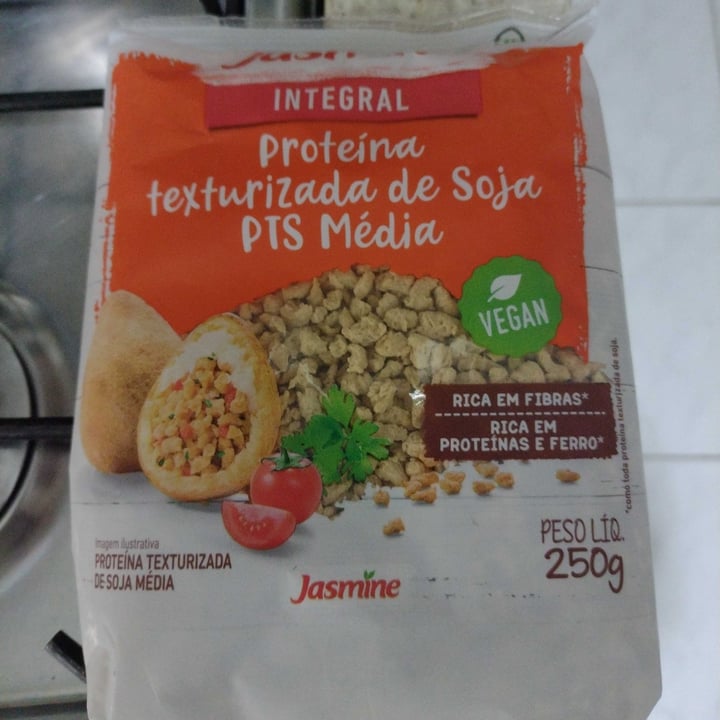 Jasmine
INTEGRAL
Proteína
texturizada de Soja
PTS Média
VEGAN
RICA EM FIBRAS*
RICA EM
PROTEÍNAS E FERRO*
*como toda proteína texturizada de soja.
PESO LÍQ.
250g
Imagem ilustrativa
PROTEÍNA TEXTURIZADA
DE SOJA MÉDIA
Jasmine